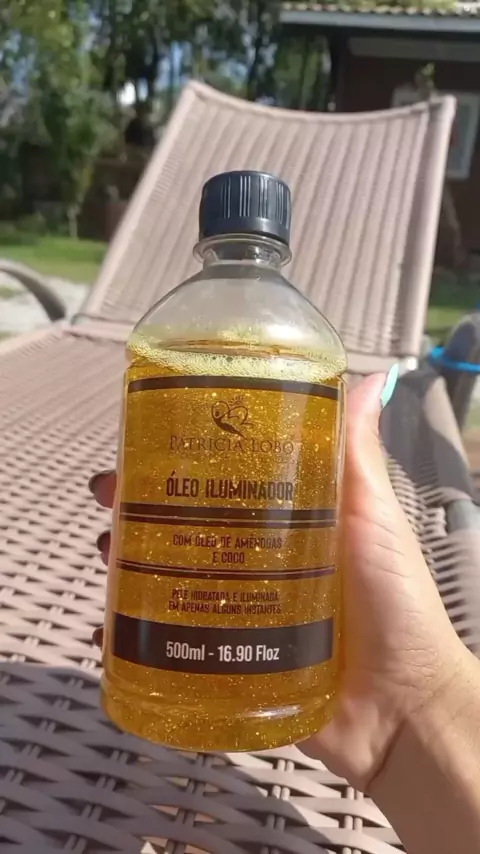 PATRICIA LOBO
ÓLEO ILUMINADOR
COM ÓLEO DE AMÊNDOAS
E COCO
PELE HIDRATADA E ILUMINADA
EM APENAS ALGUNS INSTANTES
500ml - 16.90 Floz